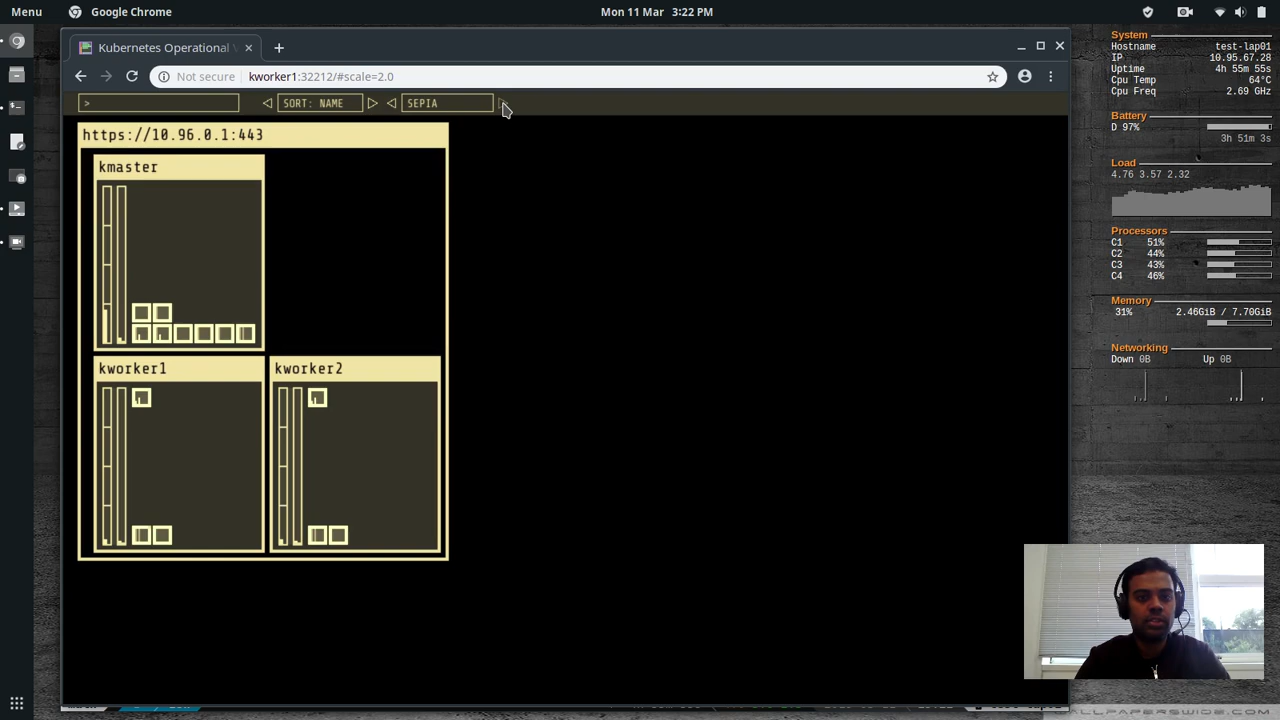 Menu
Google Chrome
Mon 11 Mar 3:22 PM
Kubernetes Operational
Not secure
kworker1:32212/#scale=2.0
>
SORT: NAME
SEPIA
https://10.96.0.1:443
kmaster
kworker1
kworker2
System
Hostname test-lap01
IP 10.95.67.28
Uptime 4h 55m 55s
Cpu Temp 64°C
Cpu Freq 2.69 GHz
Battery
D 97%
3h 51m 3s
Load
4.76 3.57 2.32
Processors
C1 51%
C2 44%
C3 43%
C4 46%
Memory
31% 2.46GiB / 7.70GiB
Networking
Down 0B Up 0B